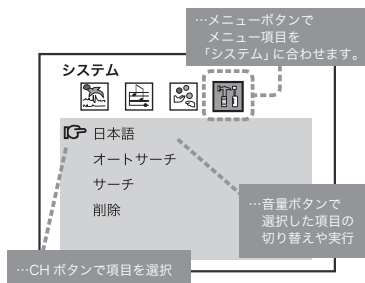 …メニューボタンで
メニュー項目を
「システム」に合わせます。
システム
日本語
オートサーチ
サーチ
削除
…音量ボタンで
選択した項目の
切り替えや実行
…CH ボタンで項目を選択